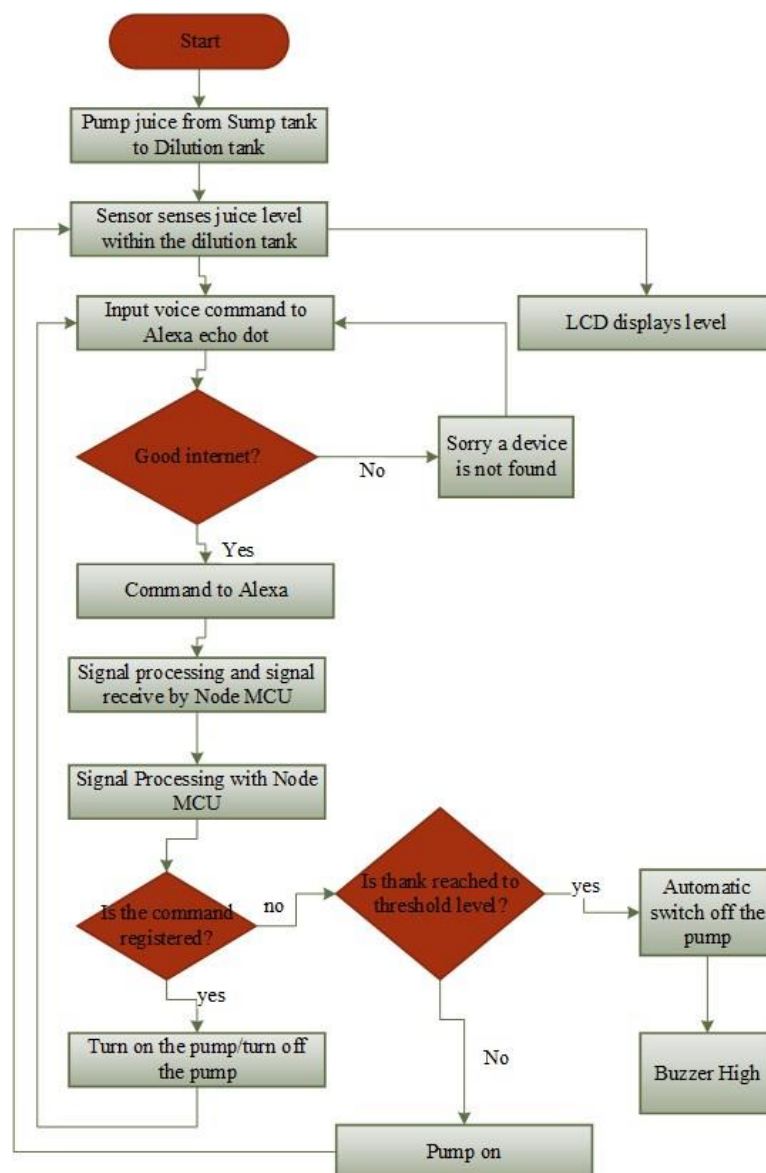 Start
Pump juice from Sump tank
to Dilution tank
Sensor senses juice level
within the dilution tank
Input voice command to
Alexa echo dot
LCD displays level
Good internet?
No
Sorry a device
is not found
Yes
Command to Alexa
Signal processing and signal
receive by Node MCU
Signal Processing with Node
MCU
Is the command
registered?
no
Is thank reached to
threshold level?
yes
Automatic
switch off the
pump
yes
Turn on the pump/turn off
the pump
No
Buzzer High
Pump on